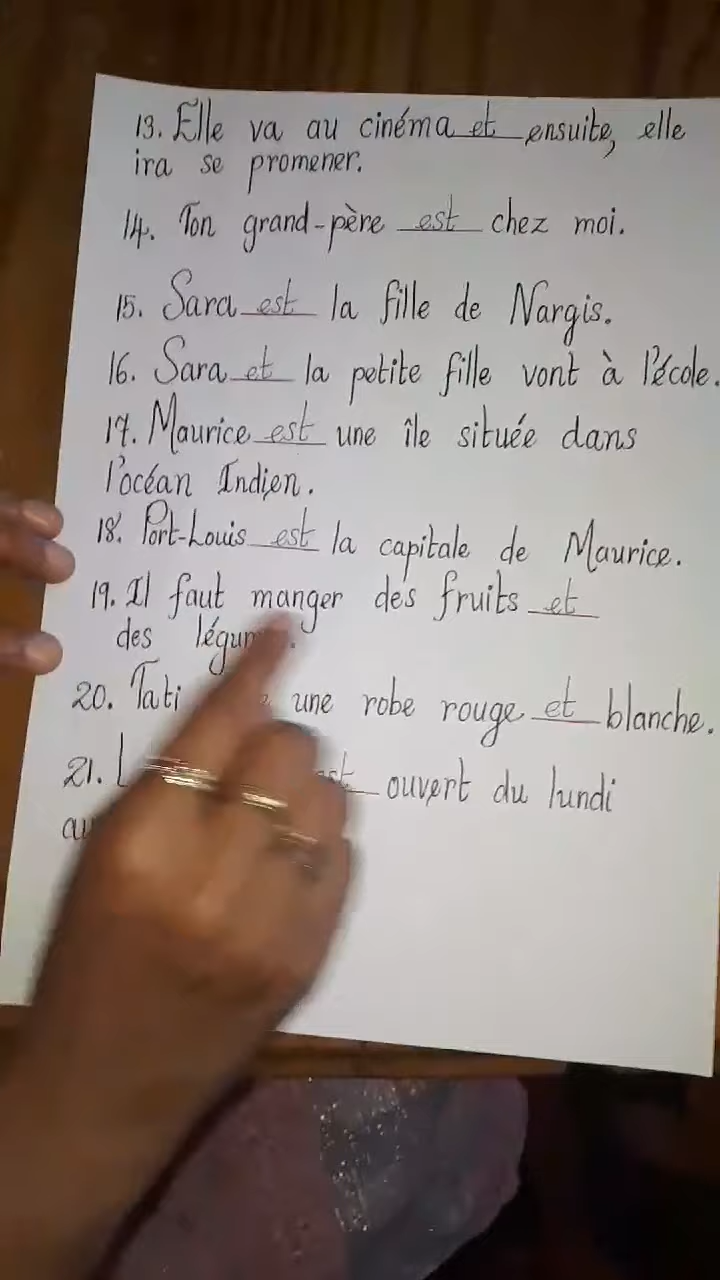 13. Elle va au cinéma et ensuite, elle
ira se promener.
14. Ton grand-père est chez moi.
15. Sara est la fille de Nargis.
16. Sara et la petite fille vont à l'école.
17. Maurice est une île située dans
l'océan Indien.
18. Port-Louis est la capitale de Maurice.
19. Il faut manger des fruits et
des
20. Tati une robe rouge et blanche.
21. ouvert du lundi